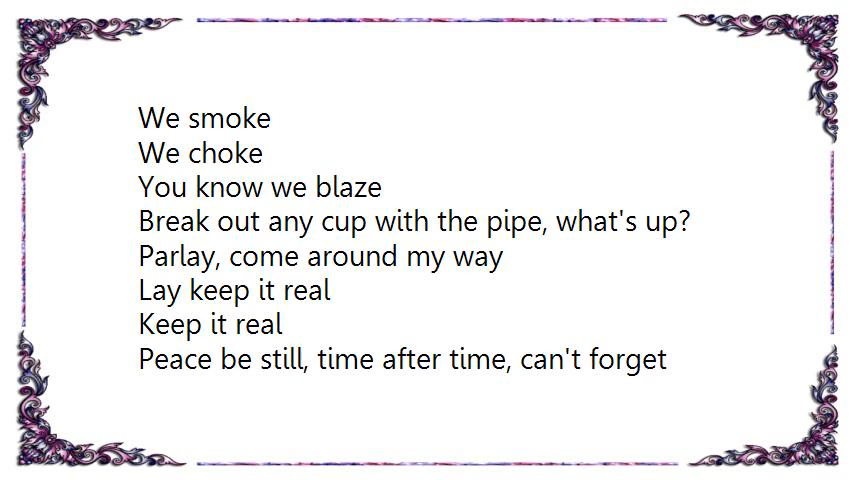 We smoke
We choke
You know we blaze
Break out any cup with the pipe, what's up?
Parlay, come around my way
Lay keep it real
Keep it real
Peace be still, time after time, can't forget